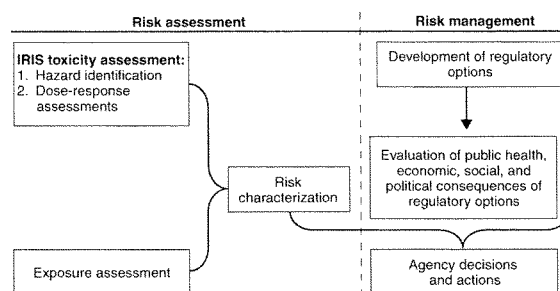 Risk assessment
Risk management
IRIS toxicity assessment:
1. Hazard identification
2. Dose-response
assessments
Development of regulatory
options
Evaluation of public health,
economic, social, and
political consequences of
regulatory options
Risk
characterization
Exposure assessment
Agency decisions
and actions